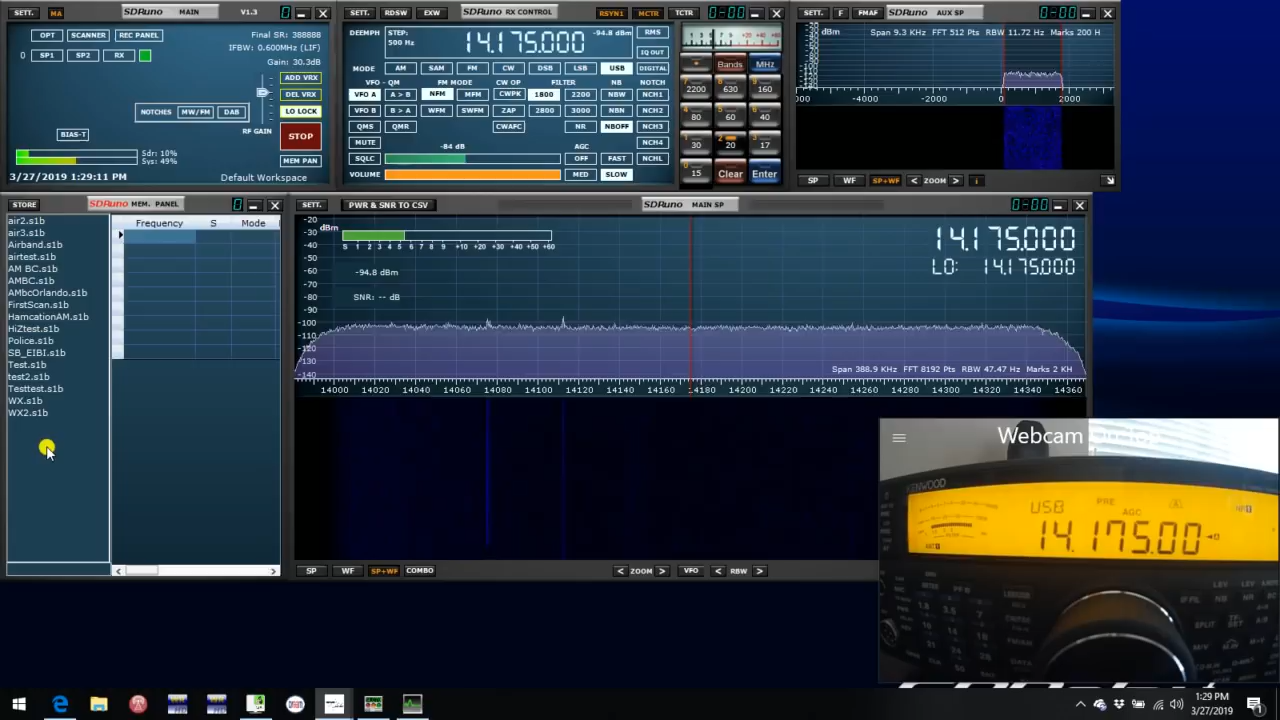 SETT. MA SDRuno MAIN V1.3 0
OPT SCANNER REC PANEL
0 SP1 SP2 RX
Final SR: 388888
IFBW: 0.600MHz (LIF)
Gain: 30.3dB
ADD VRX
DEL VRX
NOTCHES MW/FM DAB
LO LOCK
BIAS-T
RF GAIN
STOP
Sdr: 10%
Sys: 49%
MEM PAN
3/27/2019 1:29:11 PM Default Workspace
SETT. RDSW EXW SDRuno RX CONTROL RSYN1 MCTR TCTR 0-00
DEEMPH STEP: 14.175.000 -94.8 dBm RMS
500 Hz
IQ OUT
MODE AM SAM FM CW DSB LSB USB DIGITAL
VFO - QM FM MODE CW OP FILTER NB NOTCH
VFO A A > B NFM MFM CWPK 1800 2200 NBW NCH1
VFO B B > A WFM SWFM ZAP 2800 3000 NBN NCH2
QMS QMR CWAFC NR NBOFF NCH3
MUTE -84 dB AGC NCH4
SQLC OFF FAST NCHL
VOLUME MED SLOW
Bands MHz
2200 630 160
80 60 40
30 20 17
15 Clear Enter
SETT. F FMAF SDRuno AUX SP 0-00
dBm Span 9.3 KHz FFT 512 Pts RBW 11.72 Hz Marks 200 H
-4000 -2000 0 2000
SP WF SP+WF < ZOOM > i
STORE SDRuno MEM. PANEL 0
Frequency S Mode
air2.s1b
air3.s1b
Airband.s1b
airtest.s1b
AM BC.s1b
AMBC.s1b
AMbcOrlando.s1b
FirstScan.s1b
HamcationAM.s1b
HiZtest.s1b
Police.s1b
SB_EIBI.s1b
Test.s1b
test2.s1b
Testtest.s1b
WX.s1b
WX2.s1b
SETT. PWR & SNR TO CSV SDRuno MAIN SP 0-00
dBm
S 1 2 3 4 5 6 7 8 9 +10 +20 +30 +40 +50 +60
14.175.000
LO: 14.175.000
-94.8 dBm
SNR: -- dB
-20
-30
-40
-50
-60
-70
-80
-90
-100
-110
-120
-130
-140
Span 388.9 KHz FFT 8192 Pts RBW 47.47 Hz Marks 2 KH
14000 14020 14040 14060 14080 14100 14120 14140 14160 14180 14200 14220 14240 14260 14280 14300 14320 14340 14360
SP WF SP+WF COMBO < ZOOM > VFO < RBW >
Webcam On Top
KENWOOD
USB PRE AGC
14.175.00
1:29 PM
3/27/2019